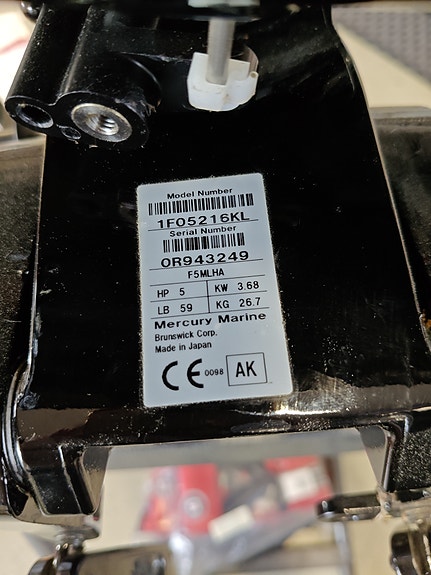 Model Number
1F05216KL
Serial Number
0R943249
F5MLHA
HP 5 KW 3.68
LB 59 KG 26.7
Mercury Marine
Brunswick Corp.
Made in Japan
CE 0098 AK